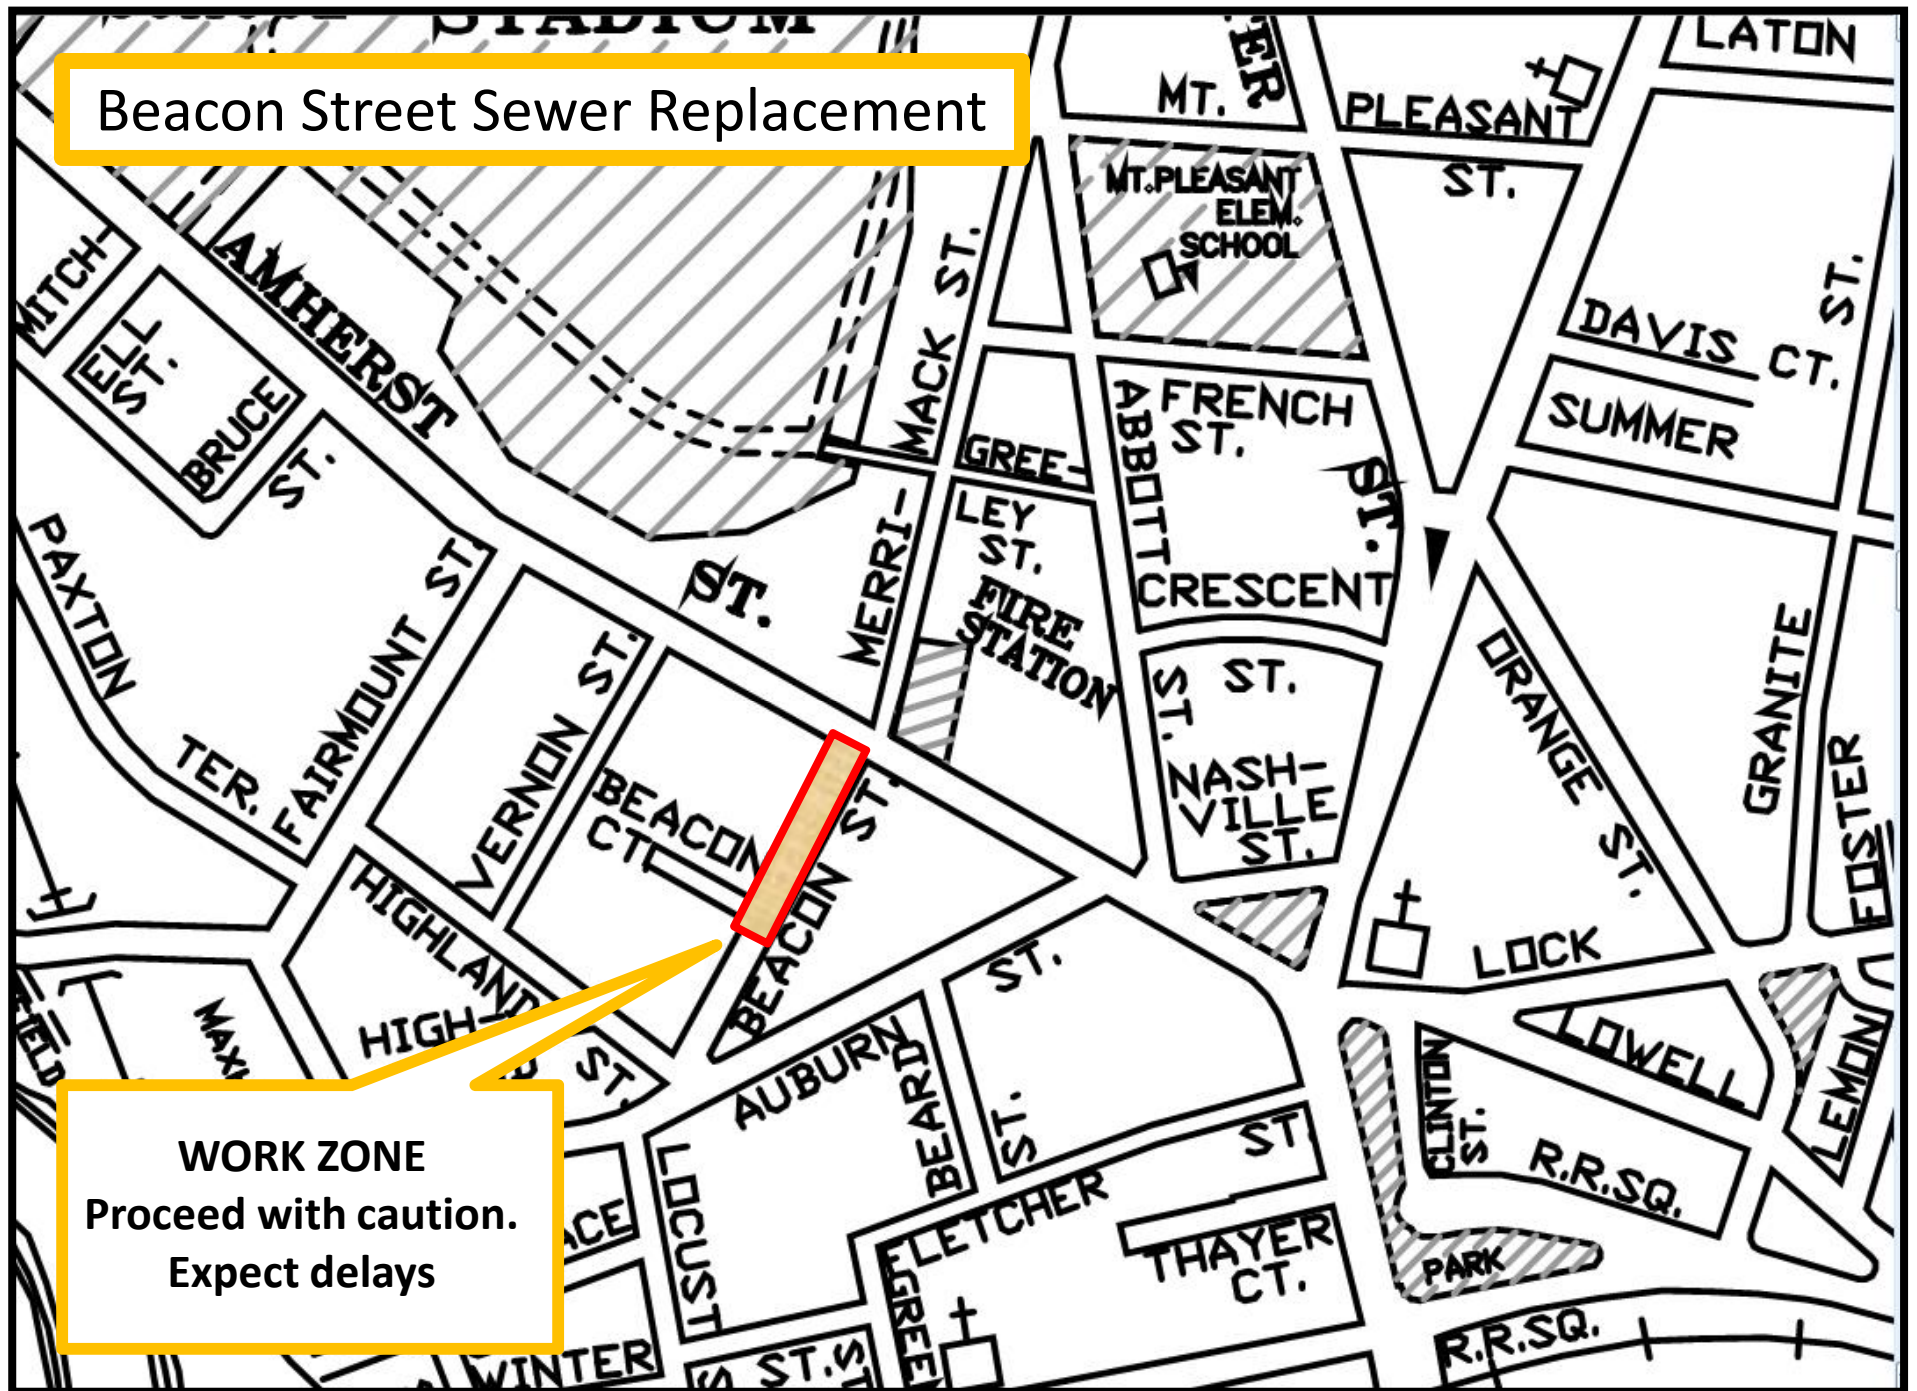 STADIUM
Beacon Street Sewer Replacement
LATON
MT.
PLEASANT
ST.
MT.PLEASANT
ELEM.
SCHOOL
MITCH-
ELL
ST.
BRUCE
ST.
AMHERST
ST.
MACK ST.
DAVIS
CT.
ST.
SUMMER
FRENCH
ST.
ABBOTT
ST.
GREE-
LEY
ST.
MERRI-
FIRE
STATION
CRESCENT
ST.
ST.
PAXTON
TER.
FAIRMOUNT ST.
VERNON ST.
BEACON
CT.
BEACON ST.
NASH-
VILLE
ST.
ORANGE ST.
GRANITE
FOSTER
HIGHLAND
HIGH-
ST.
LOCK
LOWELL
LEMON
AUBURN
ST.
BEARD
ST.
CLINTON
ST.
R.R.SQ.
FLETCHER
ST.
THAYER
CT.
PARK
R.R.SQ.
LOCUST
WINTER
ST.
WORK ZONE
Proceed with caution.
Expect delays